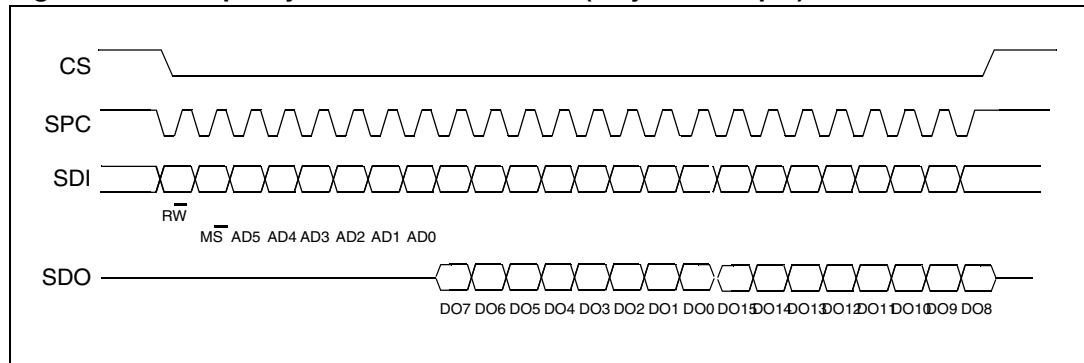 CS
SPC
SDI
RW̅
MS̅ AD5 AD4 AD3 AD2 AD1 AD0
SDO
DO7 DO6 DO5 DO4 DO3 DO2 DO1 DO0 DO15 DO14 DO13 DO12 DO11 DO10 DO9 DO8